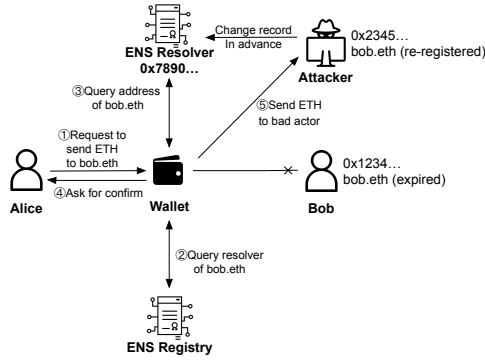 Change record
In advance
ENS Resolver
0x7890…
0x2345…
bob.eth (re-registered)
Attacker
③Query address
of bob.eth
⑤Send ETH
to bad actor
①Request to
send ETH
to bob.eth
④Ask for confirm
Alice
Wallet
0x1234…
bob.eth (expired)
Bob
②Query resolver
of bob.eth
ENS Registry